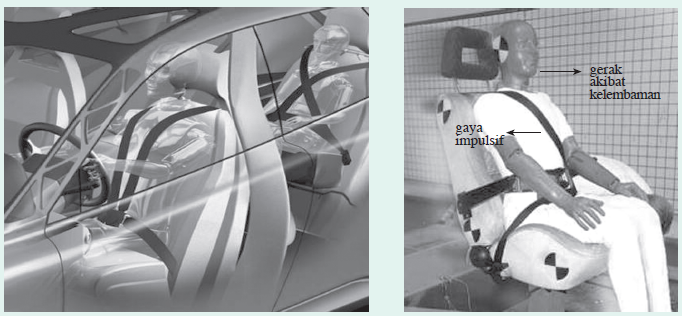 gerak
akibat
kelembaman
gaya
impulsif